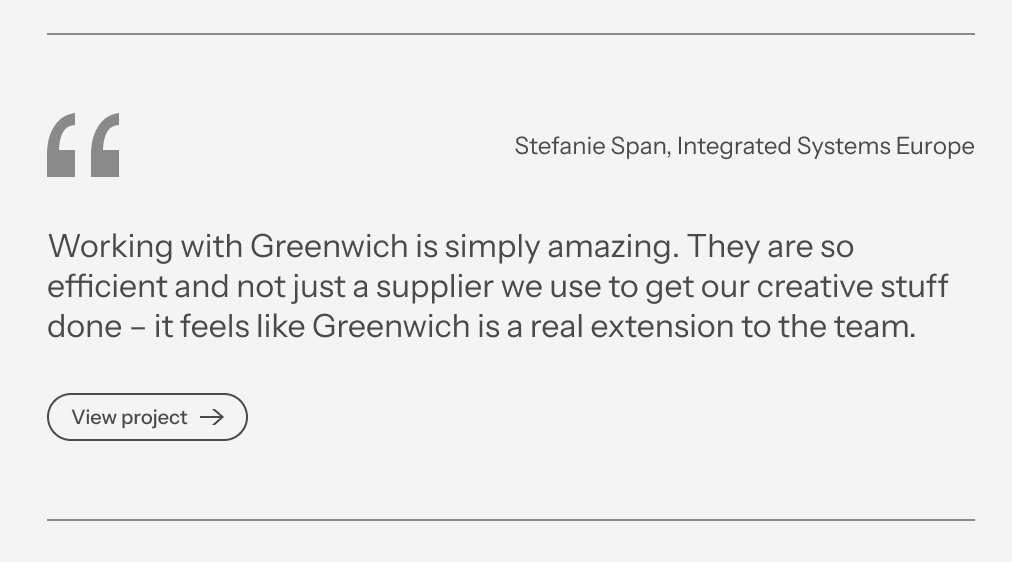 Stefanie Span, Integrated Systems Europe
Working with Greenwich is simply amazing. They are so
efficient and not just a supplier we use to get our creative stuff
done – it feels like Greenwich is a real extension to the team.
View project →